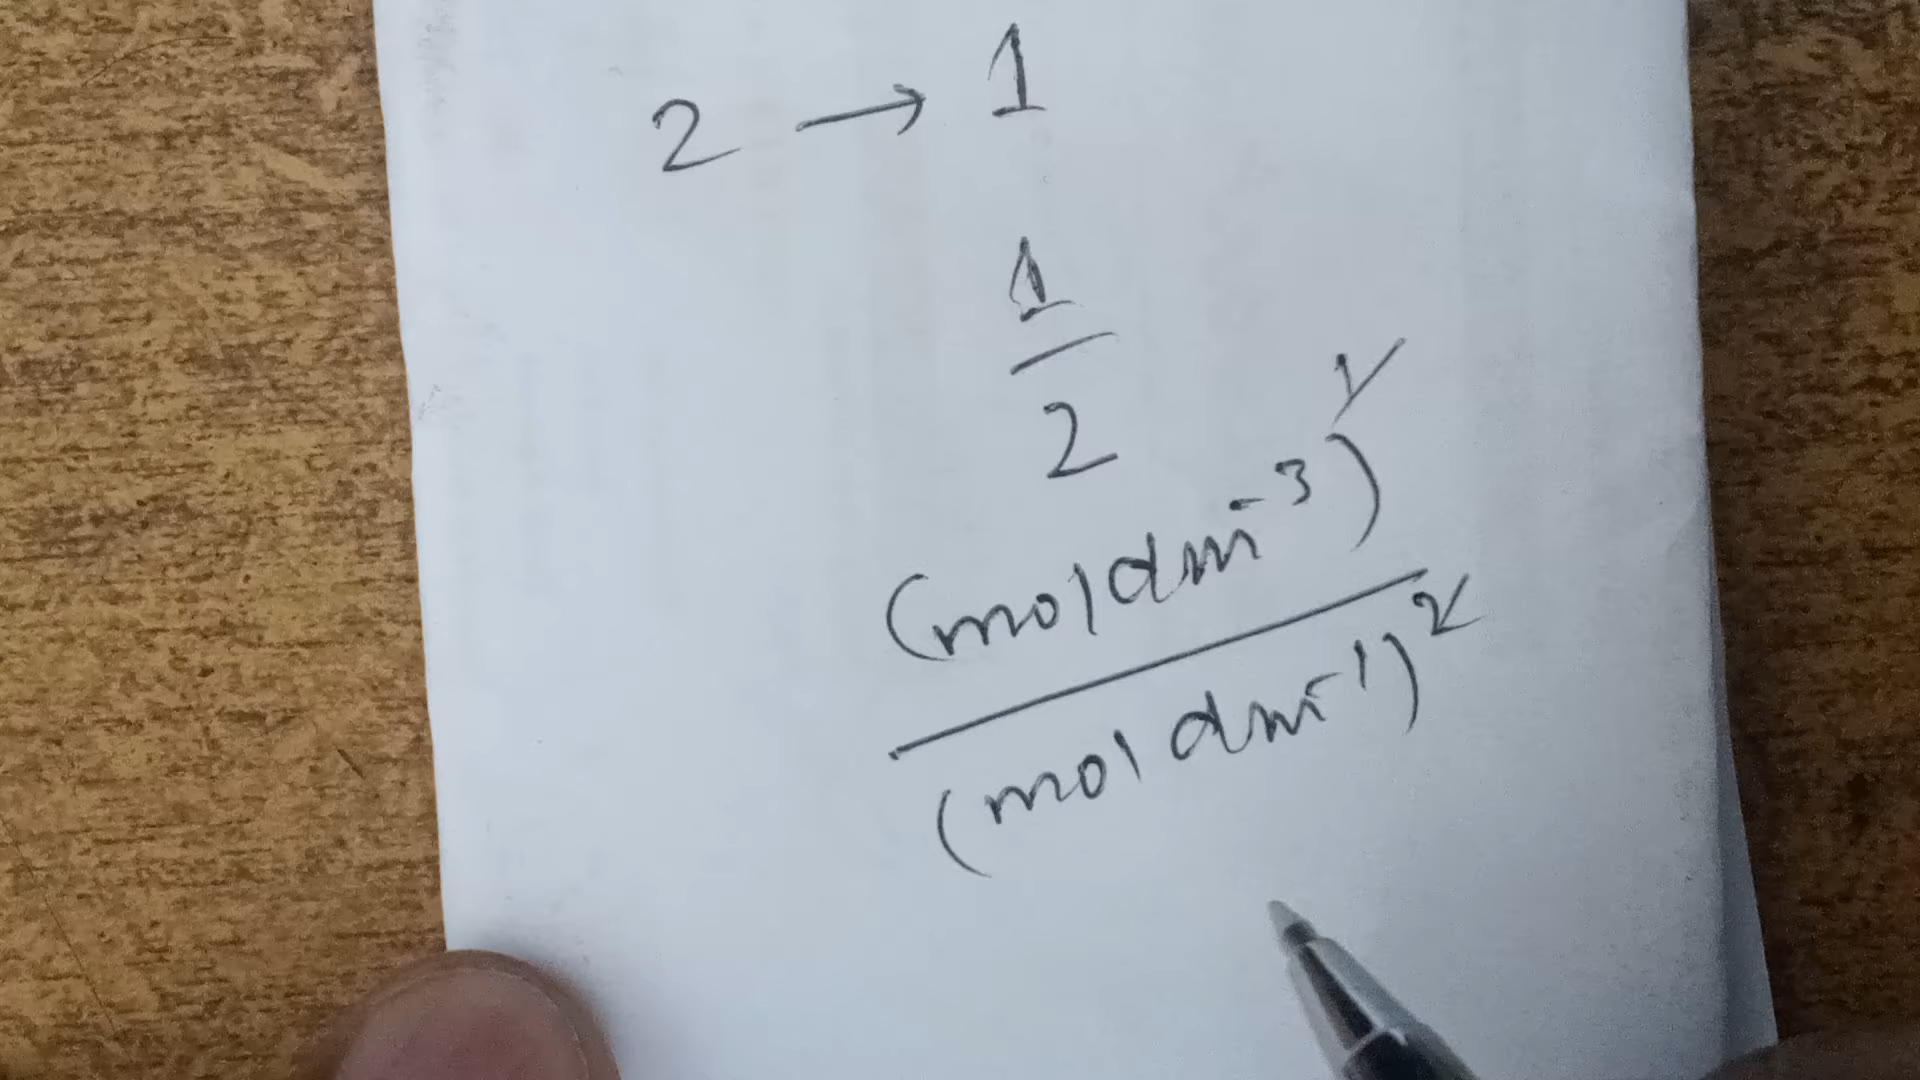 2 → 1
1
2
(mol dm⁻³)¹
(mol dm⁻¹)²